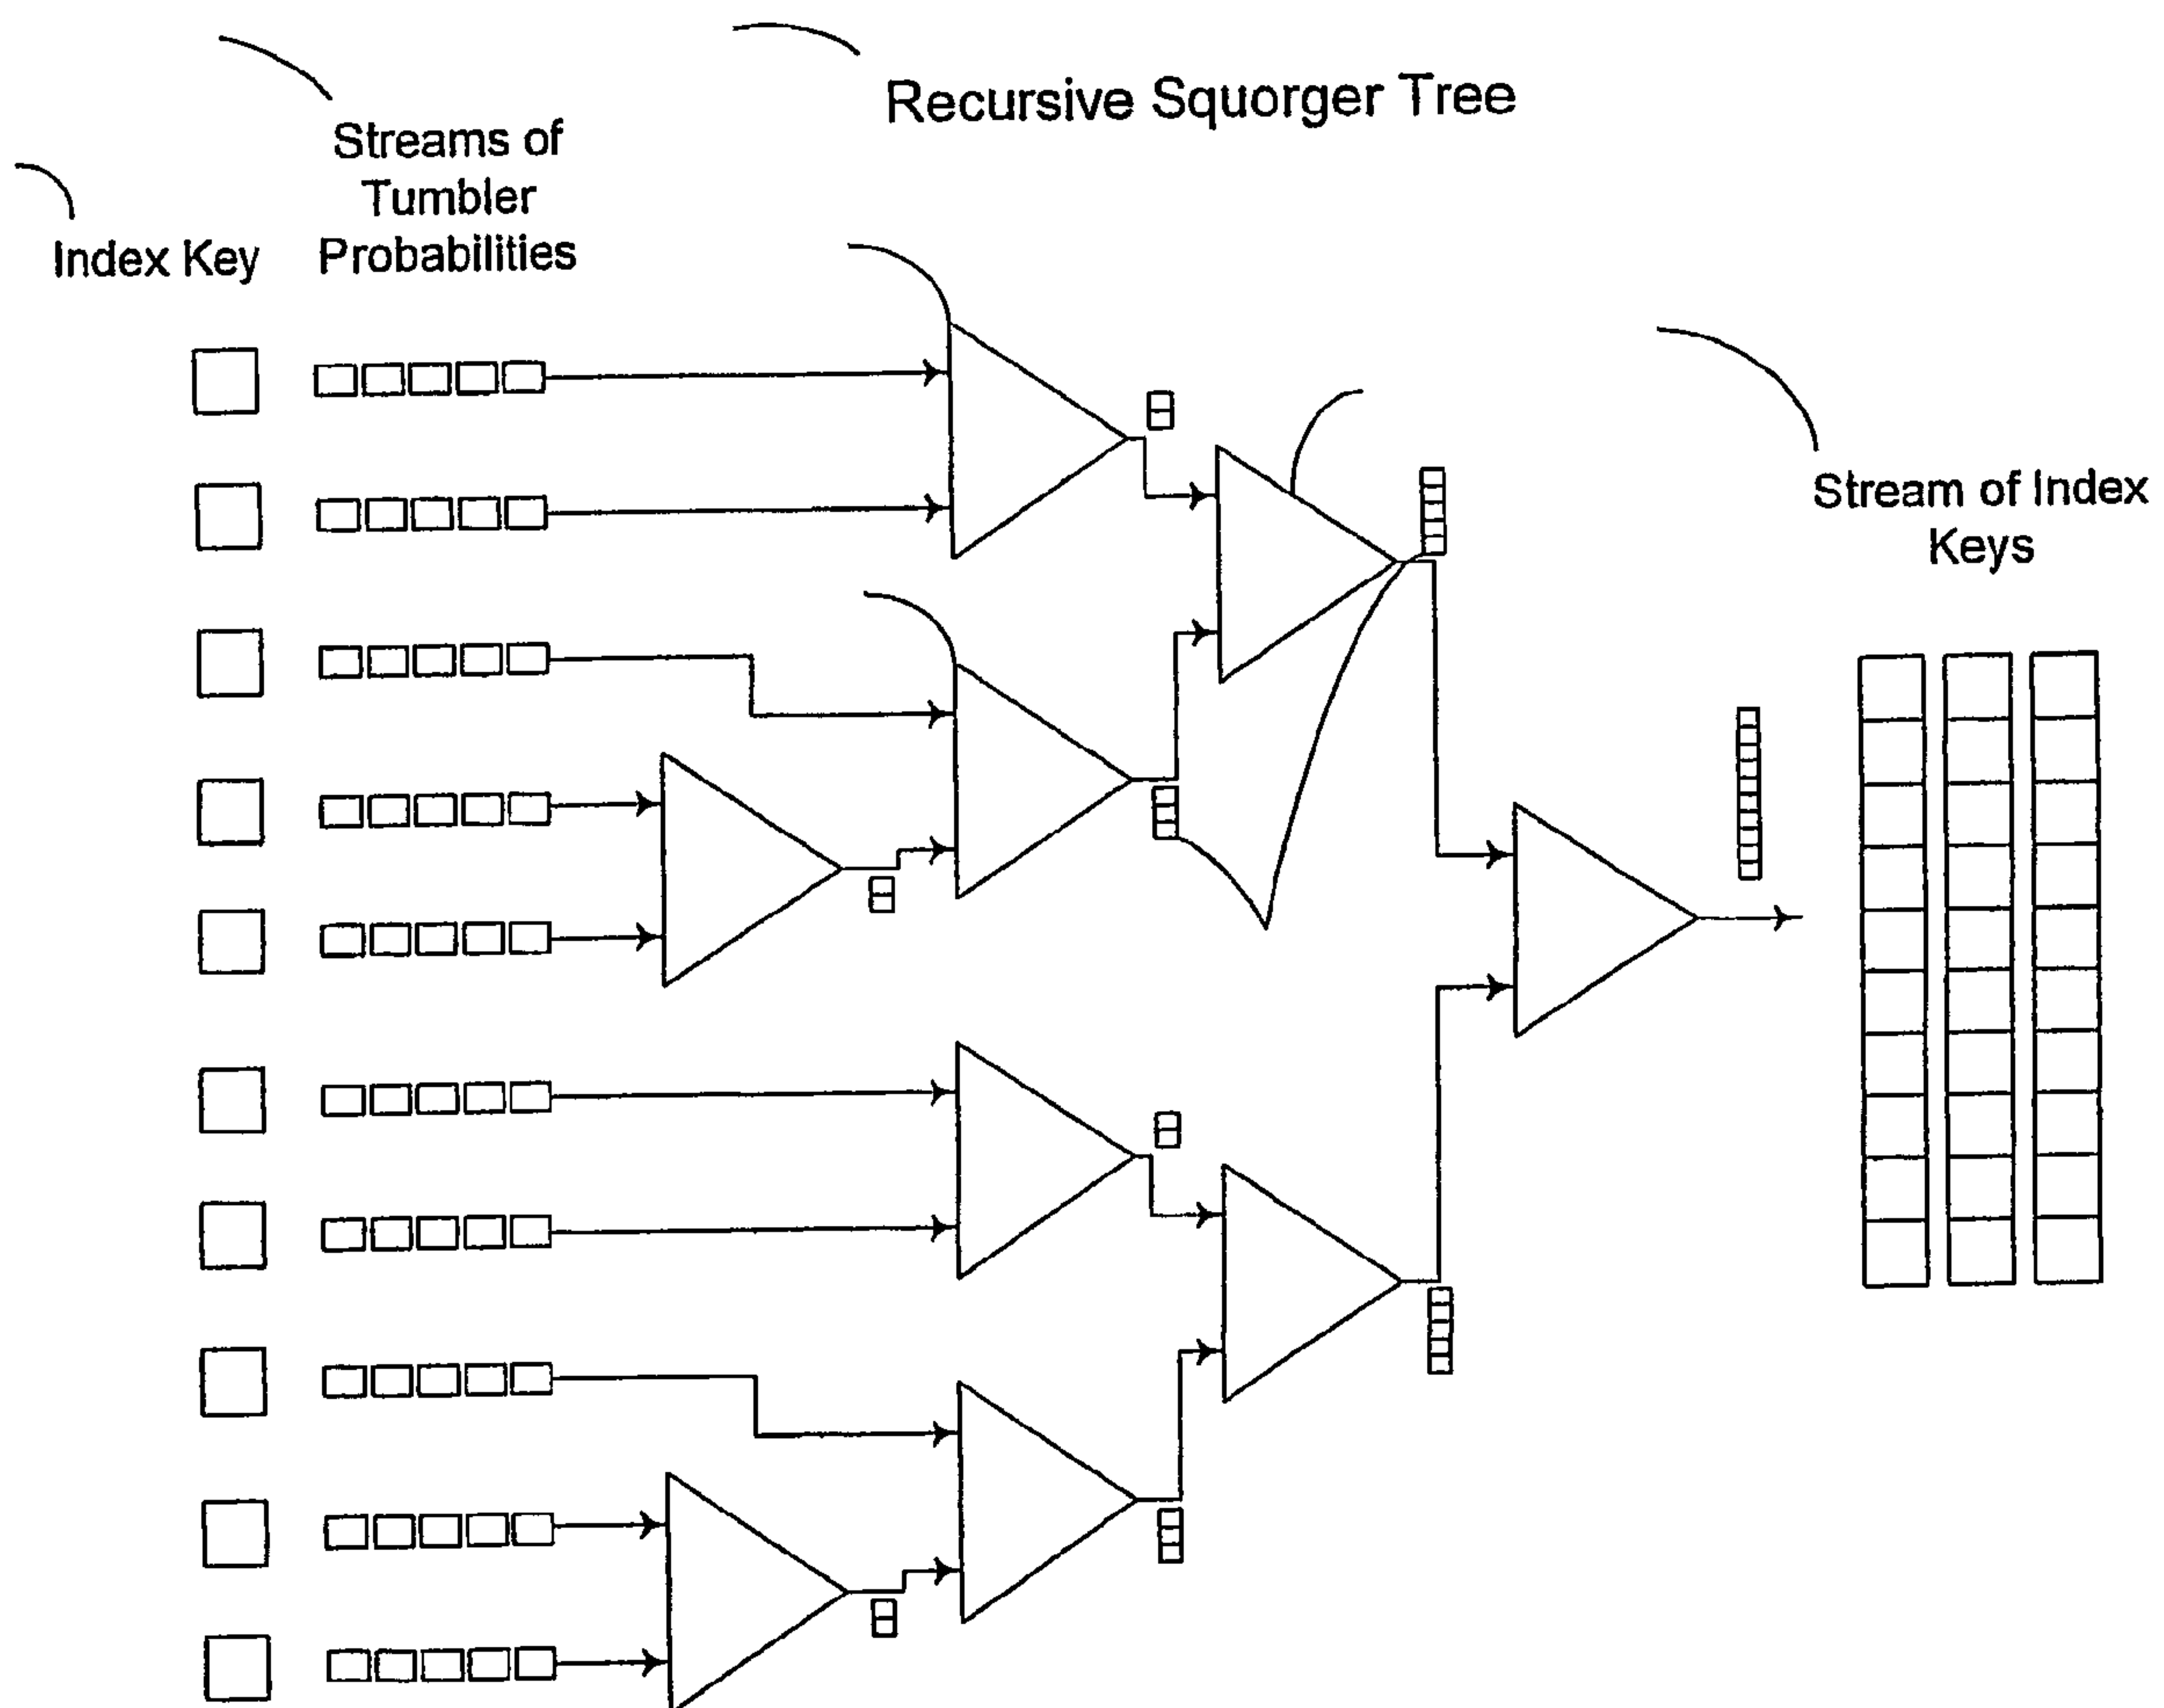 Recursive Squorger Tree
Streams of
Tumbler
Probabilities
Index Key
Stream of Index
Keys